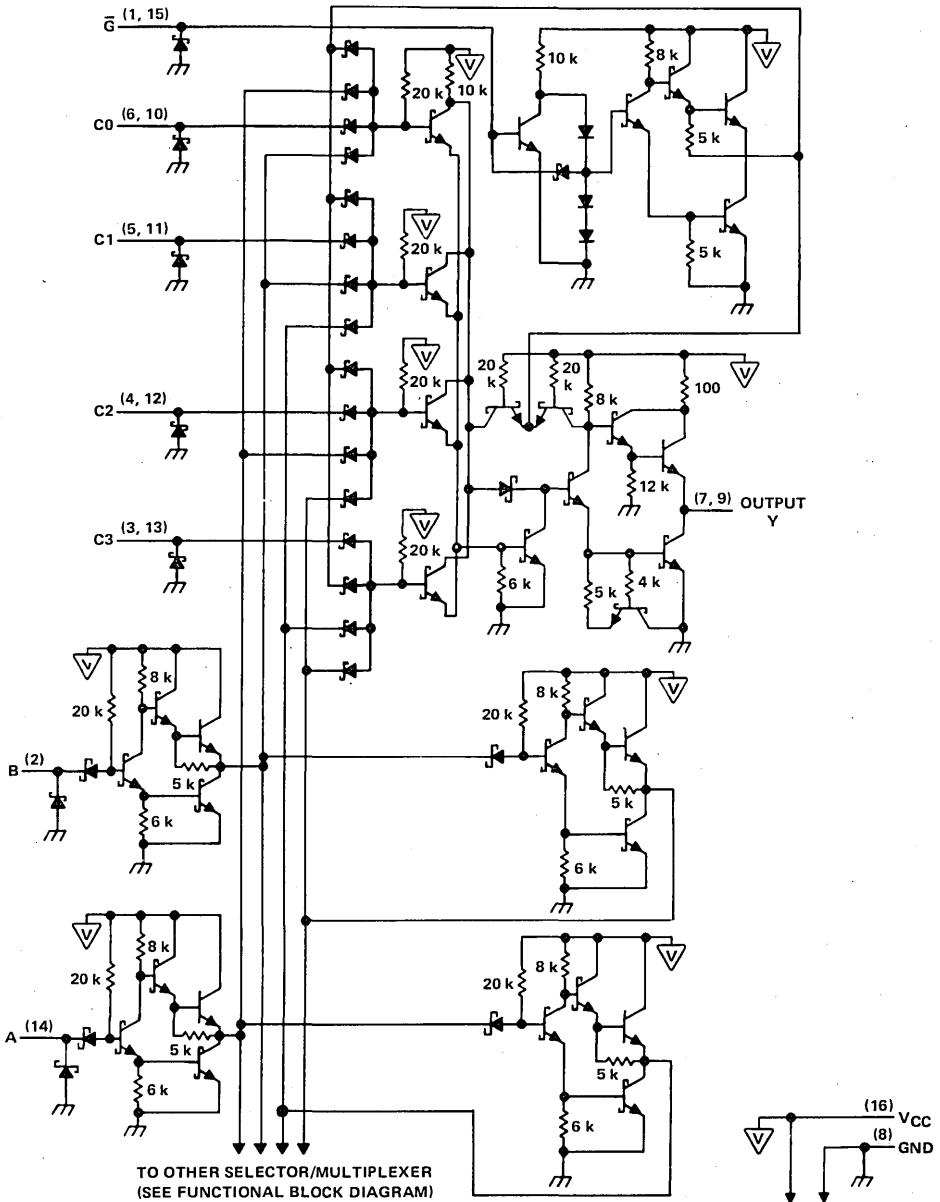 G̅ (1, 15)
10 k
8 k
V
20 k
10 k
V
5 k
C0 (6, 10)
5 k
C1 (5, 11)
V
20 k
C2 (4, 12)
V
20 k
20 k
20 k
8 k
V
100
12 k
(7, 9) OUTPUT Y
C3 (3, 13)
V
20 k
6 k
5 k
4 k
V
8 k
20 k
5 k
B (2)
6 k
8 k
V
20 k
5 k
6 k
V
8 k
20 k
5 k
A (14)
6 k
8 k
V
20 k
5 k
6 k
V
(16) VCC
(8) GND
TO OTHER SELECTOR/MULTIPLEXER
(SEE FUNCTIONAL BLOCK DIAGRAM)